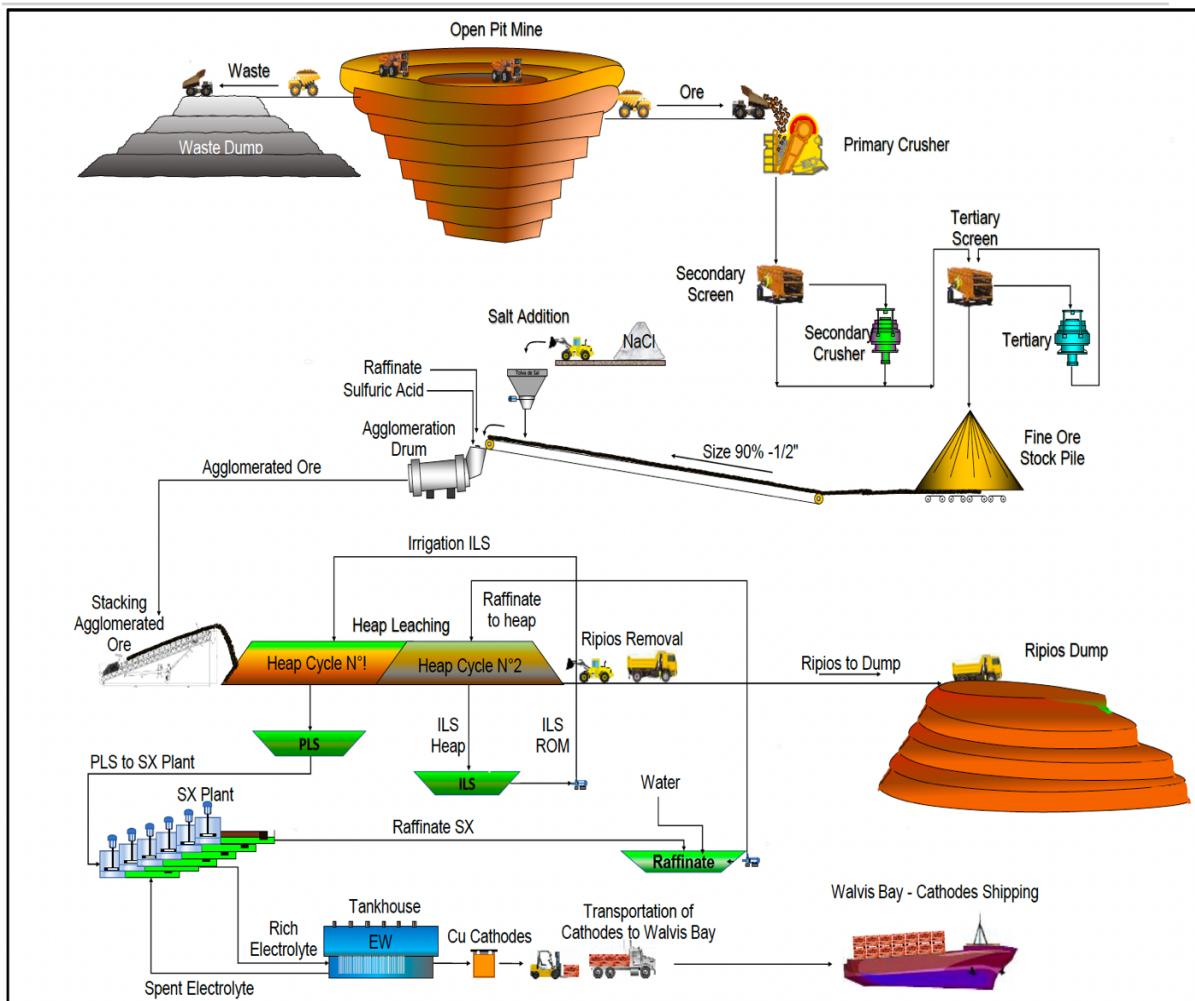 Open Pit Mine
Waste
Ore
Waste Dump
Primary Crusher
Tertiary
Screen
Secondary
Screen
Salt Addition
NaCl
Secondary
Crusher
Tertiary
Tolva de Sal
Raffinate
Sulfuric Acid
Agglomeration
Drum
Size 90% -1/2"
Fine Ore
Stock Pile
Agglomerated Ore
Irrigation ILS
Stacking
Agglomerated
Ore
Raffinate
to heap
Heap Leaching
Heap Cycle N°!
Heap Cycle N°2
Ripios Removal
Ripios to Dump
Ripios Dump
PLS
ILS
Heap
ILS
ROM
ILS
PLS to SX Plant
Water
SX Plant
Raffinate SX
Raffinate
Tankhouse
EW
Rich
Electrolyte
Cu Cathodes
Transportation of
Cathodes to Walvis Bay
Walvis Bay - Cathodes Shipping
Spent Electrolyte